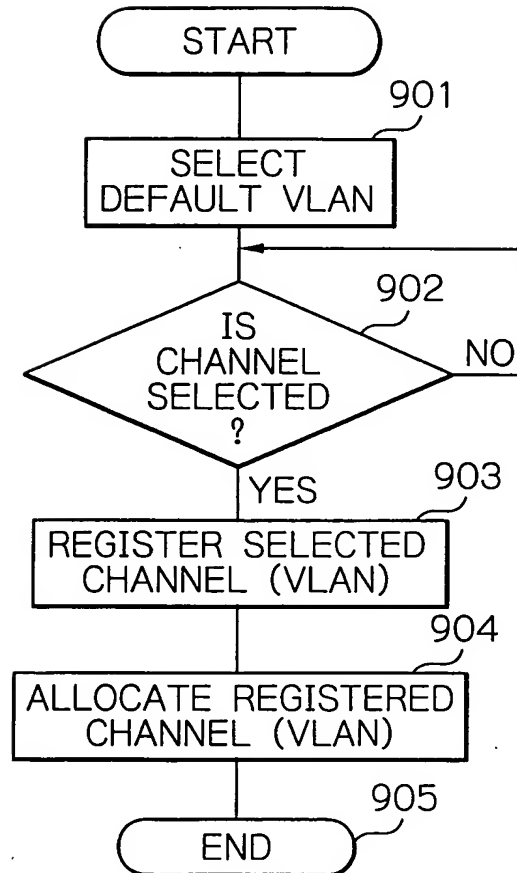 START
901
SELECT
DEFAULT VLAN
902
IS
CHANNEL
SELECTED
?
NO
YES
903
REGISTER SELECTED
CHANNEL (VLAN)
904
ALLOCATE REGISTERED
CHANNEL (VLAN)
905
END